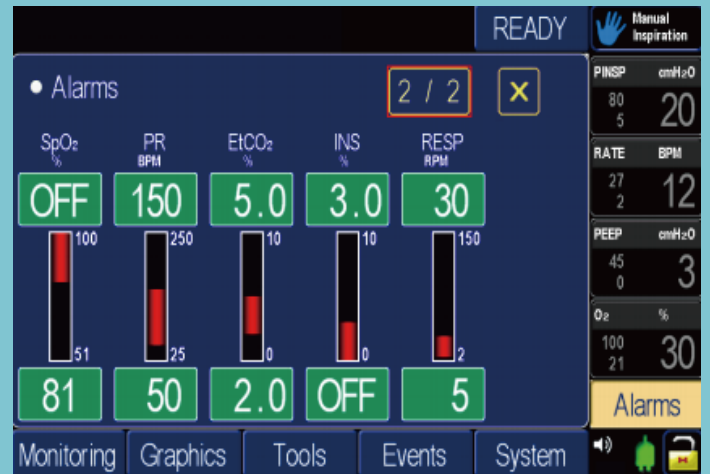 READY
Manual
Inspiration
Alarms
2 / 2
X
SpO₂ PR EtCO₂ INS RESP
% BPM % % RPM
OFF 150 5.0 3.0 30
100 250 10 10 150
51 25 0 0 2
81 50 2.0 OFF 5
PINSP cmH₂O
80
5
20
RATE BPM
27
2
12
PEEP cmH₂O
45
0
3
O₂ %
100
21
30
Alarms
Monitoring Graphics Tools Events System